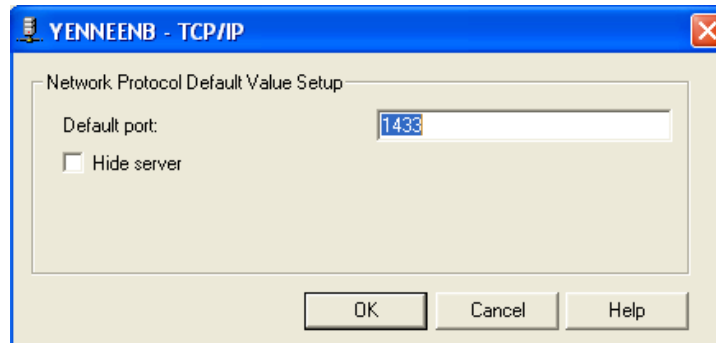 YENNEENB - TCP/IP
Network Protocol Default Value Setup
Default port: 1433
Hide server
OK Cancel Help